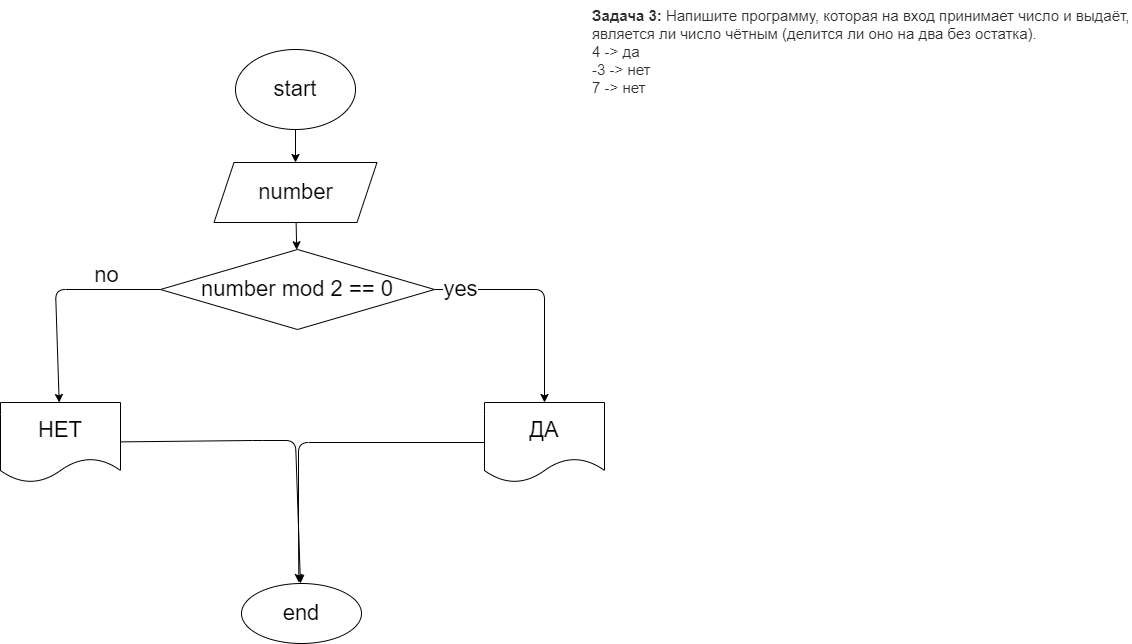 Задача 3: Напишите программу, которая на вход принимает число и выдаёт,
является ли число чётным (делится ли оно на два без остатка).
4 -> да
-3 -> нет
7 -> нет
start
number
number mod 2 == 0
no
yes
НЕТ
ДА
end